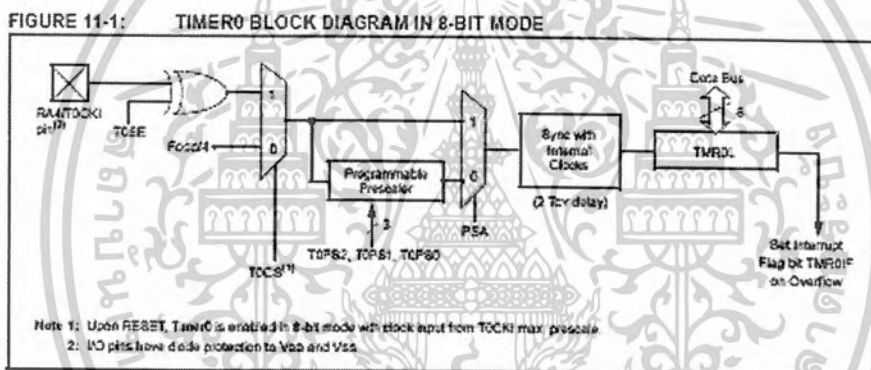 FIGURE 11-1: TIMER0 BLOCK DIAGRAM IN 8-BIT MODE
Data Bus
RA4/T0CKI
pin(2)
T0SE
FOSC/4
1
0
T0CS(1)
Programmable
Prescaler
3
T0PS2, T0PS1, T0PS0
1
0
PSA
Sync with
Internal
Clocks
(2 TCY delay)
8
TMR0L
Set Interrupt
Flag bit TMR0IF
on Overflow
Note 1: Upon RESET, Timer0 is enabled in 8-bit mode with clock input from T0CKI max. prescale.
2: I/O pins have diode protection to VDD and VSS.